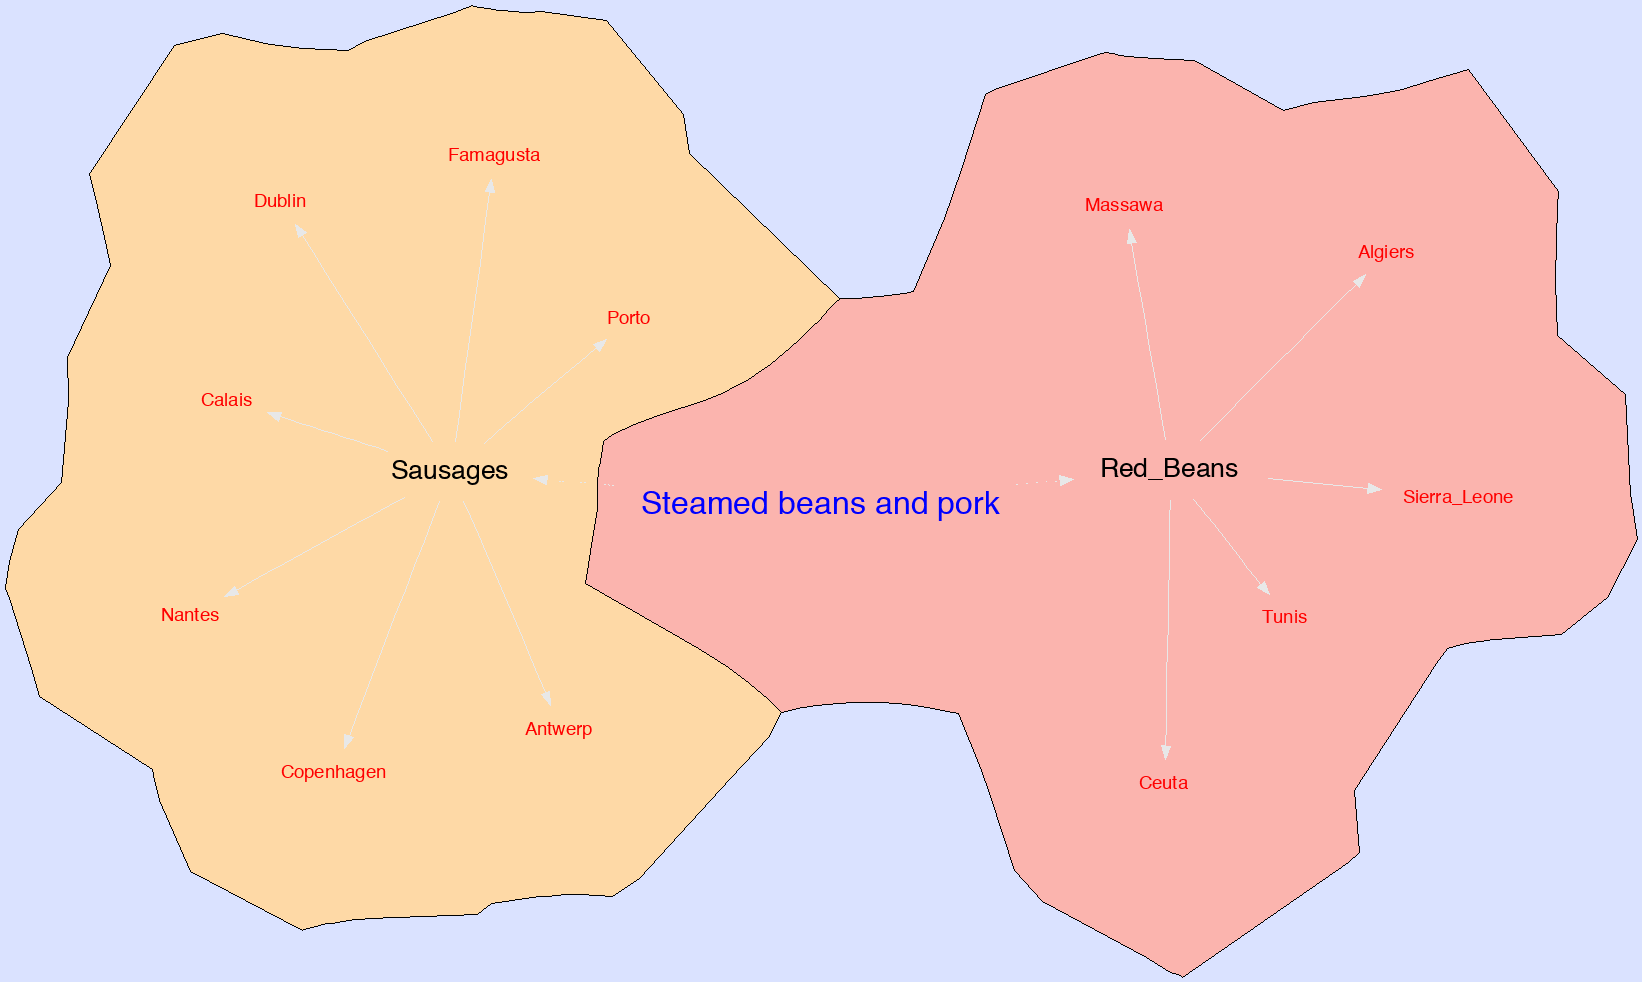 Famagusta
Dublin
Massawa
Algiers
Porto
Calais
Sausages
Red_Beans
Steamed beans and pork
Sierra_Leone
Nantes
Tunis
Antwerp
Copenhagen
Ceuta